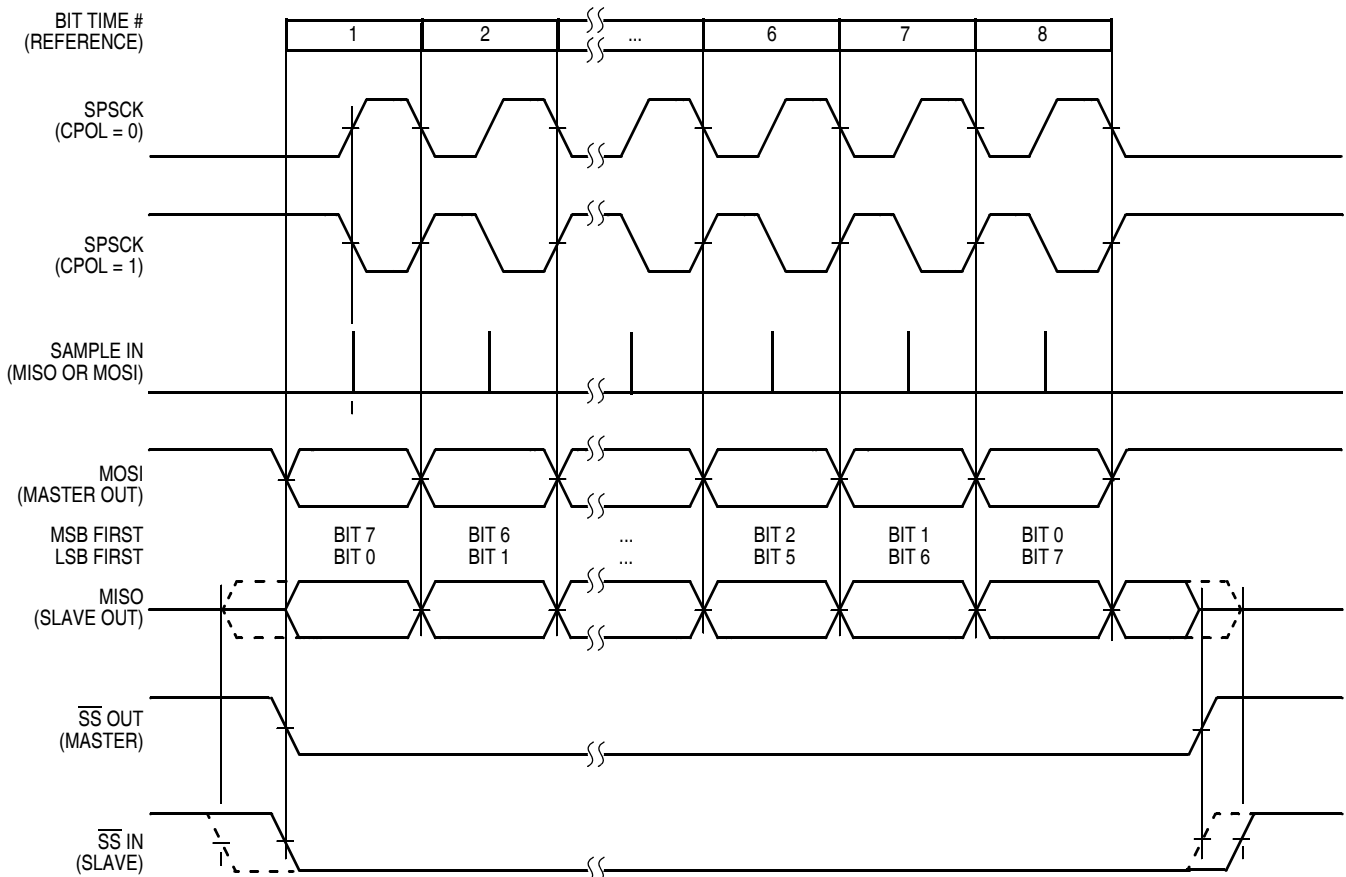 BIT TIME #
(REFERENCE)
1 2 ... 6 7 8
SPSCK
(CPOL = 0)
SPSCK
(CPOL = 1)
SAMPLE IN
(MISO OR MOSI)
MOSI
(MASTER OUT)
MSB FIRST BIT 7 BIT 6 ... BIT 2 BIT 1 BIT 0
LSB FIRST BIT 0 BIT 1 ... BIT 5 BIT 6 BIT 7
MISO
(SLAVE OUT)
S̅S̅ OUT
(MASTER)
S̅S̅ IN
(SLAVE)